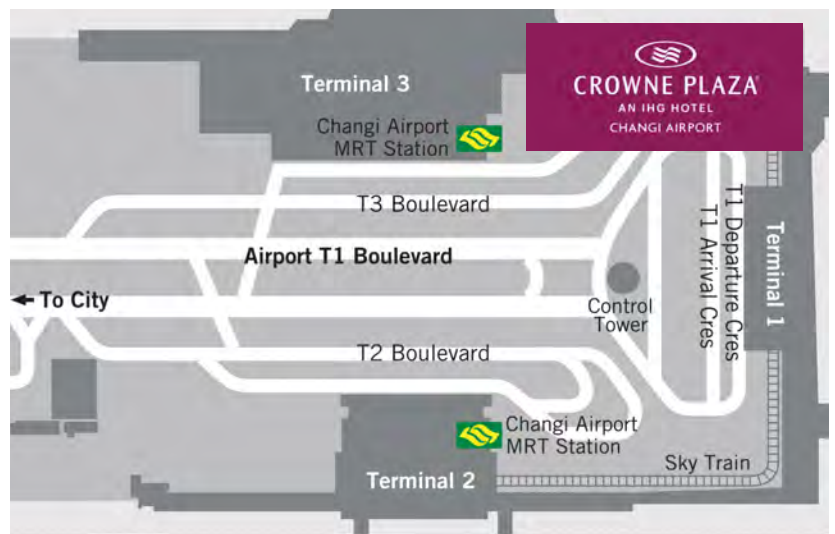 Terminal 3
CROWNE PLAZA
AN IHG HOTEL
CHANGI AIRPORT
Changi Airport
MRT Station
T3 Boulevard
Airport T1 Boulevard
← To City
Control
Tower
T1 Departure Cres
T1 Arrival Cres
Terminal 1
T2 Boulevard
Changi Airport
MRT Station
Sky Train
Terminal 2